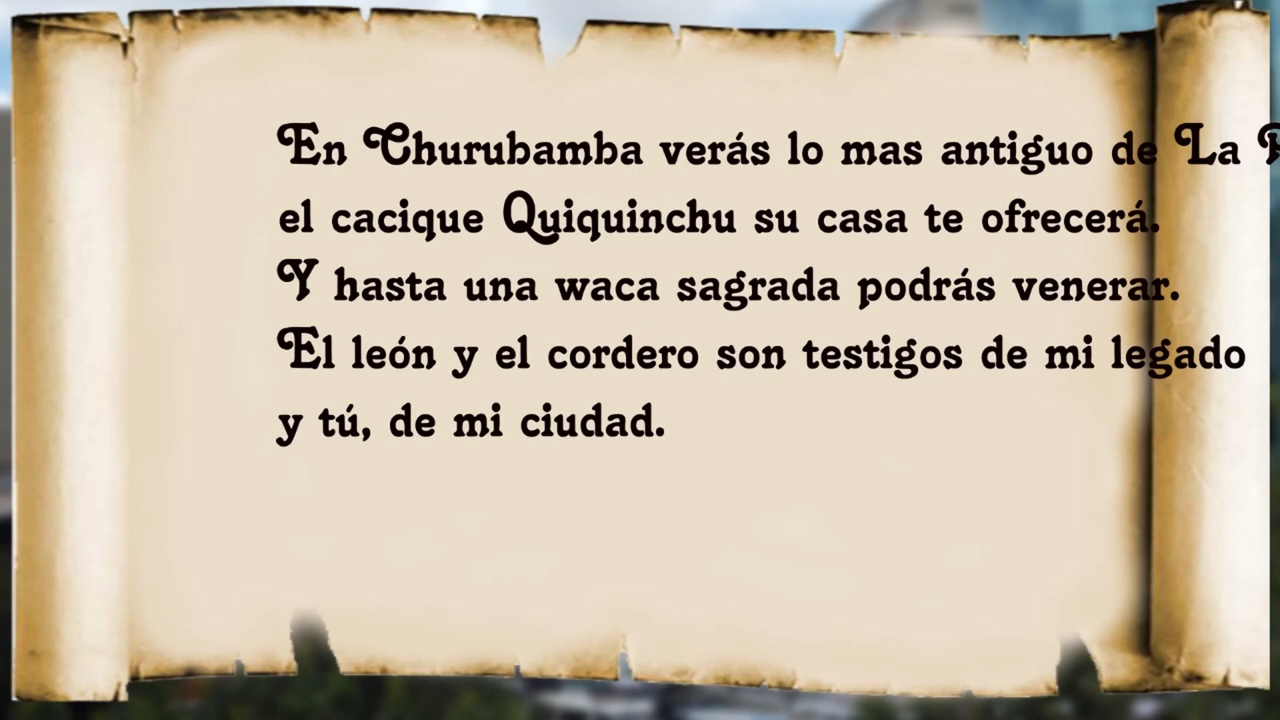 En Churubamba verás lo mas antiguo de La
el cacique Quiquinchu su casa te ofrecerá.
Y hasta una waca sagrada podrás venerar.
El león y el cordero son testigos de mi legado
y tú, de mi ciudad.